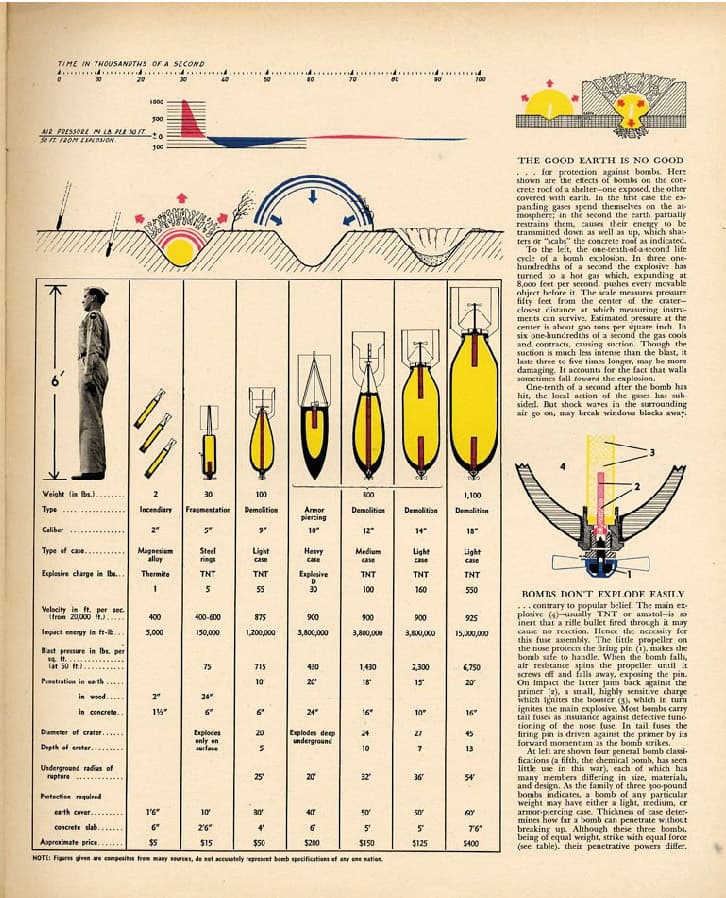 TIME IN THOUSANDTHS OF A SECOND
0 10 20 30 40 50 60 70 80 90 100
1000
500
± 0
300
AIR PRESSURE IN LB. PER SQ FT.
50 FT. FROM EXPLOSION
THE GOOD EARTH IS NO GOOD
. . . for protection against bombs. Here
shown are the effects of bombs on the con-
crete roof of a shelter—one exposed, the other
covered with earth. In the first case the ex-
panding gases spend themselves on the at-
mosphere; in the second the earth partially
restrains them, causes their energy to be
transmitted down as well as up, which shat-
ters or "scabs" the concrete roof as indicated.
To the left, the one-tenth-of-a-second life
cycle of a bomb explosion. In three one-
hundredths of a second the explosive has
turned to a hot gas which, expanding at
8,000 feet per second, pushes every movable
object before it. The scale measures pressure
fifty feet from the center of the crater—
closest distance at which measuring instru-
ments can survive. Estimated pressure at the
center is about 900 tons per square inch. In
six one-hundredths of a second the gas cools
and contracts, causing suction. Though the
suction is much less intense than the blast, it
lasts three to five times longer, may be more
damaging. It accounts for the fact that walls
sometimes fall toward the explosion.
One-tenth of a second after the bomb has
hit, the local action of the gases has sub-
sided. But shock waves in the surrounding
air go on, may break windows blocks away.
6'
3
4
2
1
Weight (in lbs.) 2 30 100 300 1,100
Type Incendiary Fragmentation Demolition Armor piercing Demolition Demolition Demolition
Caliber 2" 5" 9" 10" 12" 14" 18"
Type of case Magnesium alloy Steel rings Light case Heavy case Medium case Light case Light case
Explosive charge in lbs. Thermite TNT TNT Explosive D TNT TNT TNT
1 5 55 30 100 160 550
Velocity in ft. per sec.
(from 20,000 ft.) 400 400-600 875 900 900 900 925
Impact energy in ft-lb. 5,000 150,000 1,200,000 3,800,000 3,800,000 3,800,000 15,000,000
Blast pressure in lbs. per
sq. ft.
(at 50 ft.) 75 715 430 1,430 2,300 6,750
Penetration in earth 10 20' 18' 15' 20'
in wood 2" 24"
in concrete 1½" 6" 6" 24" 16" 10" 16"
Diameter of crater Explodes only on surface 20 Explodes deep underground 24 27 45
Depth of crater 5 10 7 13
Underground radius of
rupture 25' 20' 32' 36' 54'
Protection required
earth cover 1'6" 10' 30' 40' 50' 50' 60'
concrete slab 6" 2'6" 4' 6' 5' 5' 7'6"
Approximate price $5 $15 $50 $200 $150 $125 $400
NOTE: Figures given are composites from many sources, do not accurately represent bomb specifications of any one nation.
BOMBS DON'T EXPLODE EASILY
. . . contrary to popular belief. The main ex-
plosive (4)—usually TNT or amatol—is so
inert that a rifle bullet fired through it may
cause no reaction. Hence the necessity for
this fuse assembly. The little propeller on
the nose protects the firing pin (1), makes the
bomb safe to handle. When the bomb falls,
air resistance spins the propeller until it
screws off and falls away, exposing the pin.
On impact the latter jams back against the
primer (2), a small, highly sensitive charge
which ignites the booster (3), which in turn
ignites the main explosive. Most bombs carry
tail fuses as insurance against defective func-
tioning of the nose fuse. In tail fuses the
firing pin is driven against the primer by its
forward momentum as the bomb strikes.
At left are shown four general bomb classi-
fications (a fifth, the chemical bomb, has seen
little use in this war), each of which has
many members differing in size, materials,
and design. As the family of three 300-pound
bombs indicates, a bomb of any particular
weight may have either a light, medium, or
armor-piercing case. Thickness of case deter-
mines how far a bomb can penetrate without
breaking up. Although these three bombs,
being of equal weight, strike with equal force
(see table), their penetrative powers differ.